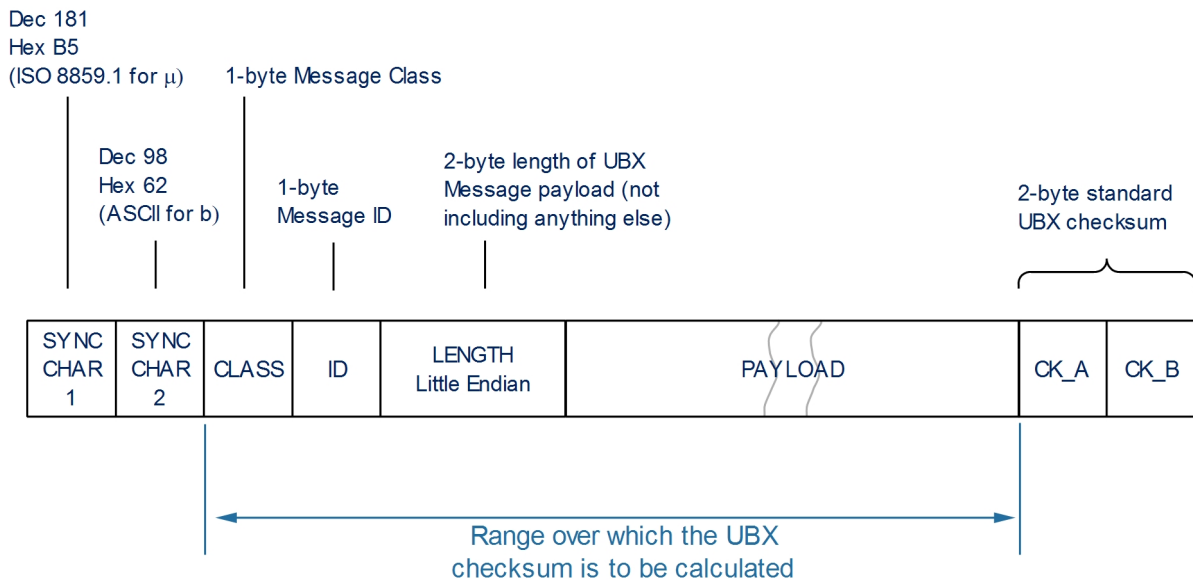 Dec 181
Hex B5
(ISO 8859.1 for μ)
1-byte Message Class
Dec 98
Hex 62
(ASCII for b)
1-byte
Message ID
2-byte length of UBX
Message payload (not
including anything else)
2-byte standard
UBX checksum
SYNC
CHAR
1
SYNC
CHAR
2
CLASS
ID
LENGTH
Little Endian
PAYLOAD
CK_A
CK_B
Range over which the UBX
checksum is to be calculated